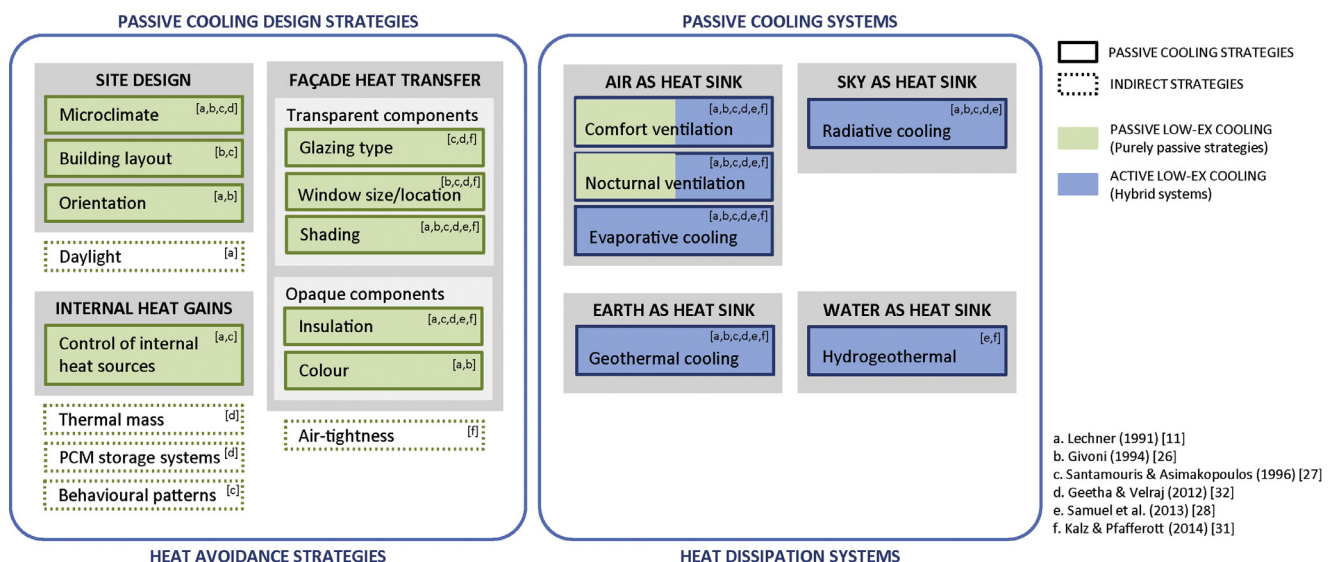 PASSIVE COOLING DESIGN STRATEGIES
SITE DESIGN
Microclimate [a,b,c,d]
Building layout [b,c]
Orientation [a,b]
Daylight [a]
INTERNAL HEAT GAINS
Control of internal [a,c]
heat sources
Thermal mass [d]
PCM storage systems [d]
Behavioural patterns [c]
FAÇADE HEAT TRANSFER
Transparent components
Glazing type [c,d,f]
Window size/location [b,c,d,f]
Shading [a,b,c,d,e,f]
Opaque components
Insulation [a,c,d,e,f]
Colour [a,b]
Air-tightness [f]
HEAT AVOIDANCE STRATEGIES
PASSIVE COOLING SYSTEMS
AIR AS HEAT SINK
Comfort ventilation [a,b,c,d,e,f]
Nocturnal ventilation [a,b,c,d,e,f]
Evaporative cooling [a,b,c,d,e,f]
SKY AS HEAT SINK
Radiative cooling [a,b,c,d,e]
EARTH AS HEAT SINK
Geothermal cooling [a,b,c,d,e,f]
WATER AS HEAT SINK
Hydrogeothermal [e,f]
HEAT DISSIPATION SYSTEMS
PASSIVE COOLING STRATEGIES
INDIRECT STRATEGIES
PASSIVE LOW-EX COOLING
(Purely passive strategies)
ACTIVE LOW-EX COOLING
(Hybrid systems)
a. Lechner (1991) [11]
b. Givoni (1994) [26]
c. Santamouris & Asimakopoulos (1996) [27]
d. Geetha & Velraj (2012) [32]
e. Samuel et al. (2013) [28]
f. Kalz & Pfafferott (2014) [31]